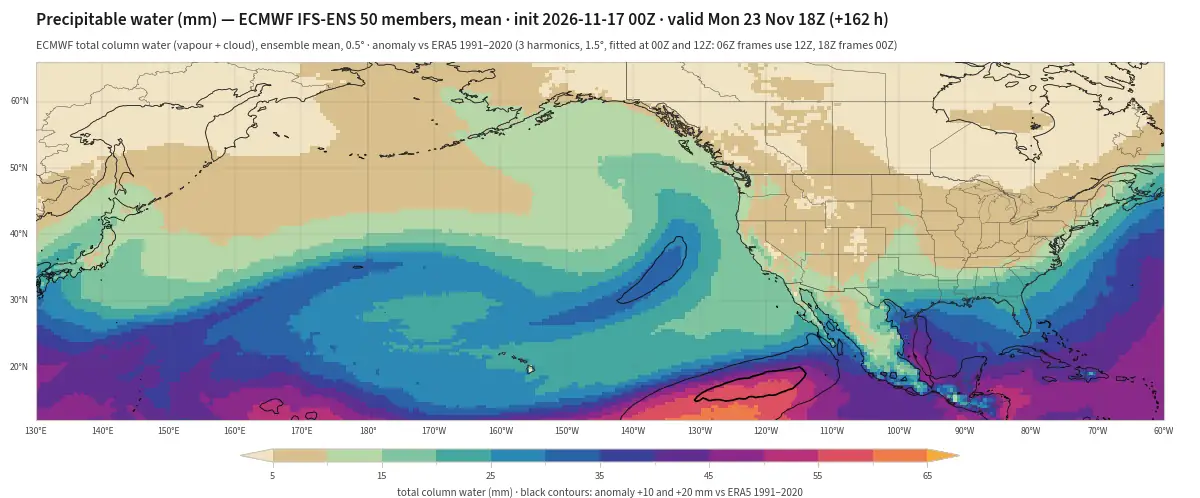 Precipitable water (mm) — ECMWF IFS-ENS 50 members, mean · init 2026-11-17 00Z · valid Mon 23 Nov 18Z (+162 h)
ECMWF total column water (vapour + cloud), ensemble mean, 0.5° · anomaly vs ERA5 1991–2020 (3 harmonics, 1.5°, fitted at 00Z and 12Z: 06Z frames use 12Z, 18Z frames 00Z)
60°N
50°N
40°N
30°N
20°N
130°E 140°E 150°E 160°E 170°E 180° 170°W 160°W 150°W 140°W 130°W 120°W 110°W 100°W 90°W 80°W 70°W 60°W
5 15 25 35 45 55 65
total column water (mm) · black contours: anomaly +10 and +20 mm vs ERA5 1991–2020